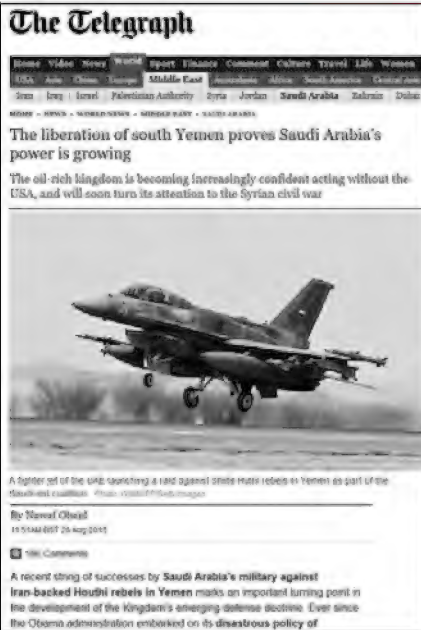 The Telegraph
Home Video News World Sport Finance Comment Culture Travel Life Women
USA Asia China Europe Middle East Australasia Africa South America Central Asia
Iran Iraq Israel Palestinian Authority Syria Jordan Saudi Arabia Bahrain Dubai
HOME » NEWS » WORLD NEWS » MIDDLE EAST » SAUDI ARABIA
The liberation of south Yemen proves Saudi Arabia's
power is growing
The oil-rich kingdom is becoming increasingly confident acting without the
USA, and will soon turn its attention to the Syrian civil war
A fighter jet of the UAE launching a raid against Shiite Huthi rebels in Yemen as part of the
Saudi-led coalition Photo:
By Nawaf Obaid
BST 26 Aug 2015
Comments
A recent string of successes by Saudi Arabia's military against
Iran-backed Houthi rebels in Yemen marks an important turning point in
the development of the Kingdom's emerging defense doctrine. Ever since
the Obama administration embarked on its disastrous policy of